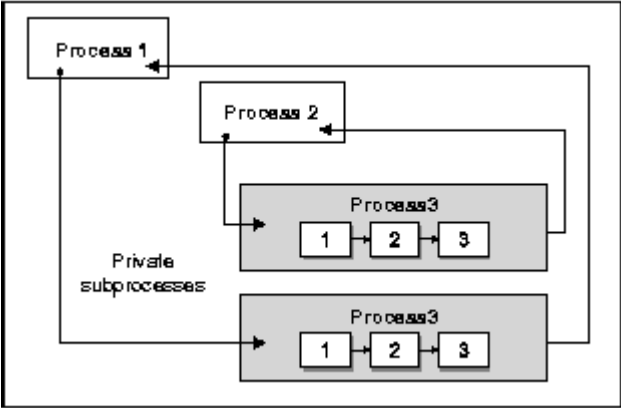 Process 1
Process 2
Process3
1 2 3
Private
subprocesses
Process3
1 2 3